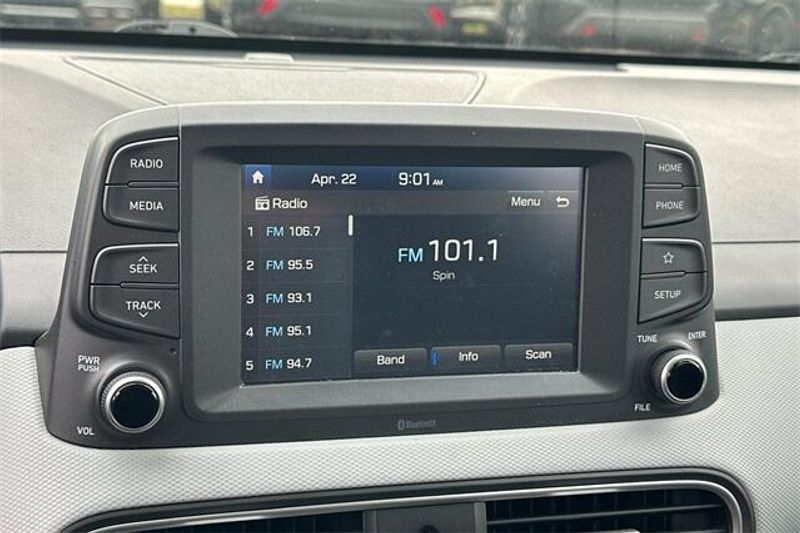 RADIO
MEDIA
SEEK
TRACK
PWR
PUSH
VOL
Apr. 22 9:01 AM
Radio Menu
1 FM 106.7
2 FM 95.5
3 FM 93.1
4 FM 95.1
5 FM 94.7
FM 101.1
Spin
Band Info Scan
Bluetooth
HOME
PHONE
SETUP
TUNE ENTER
FILE